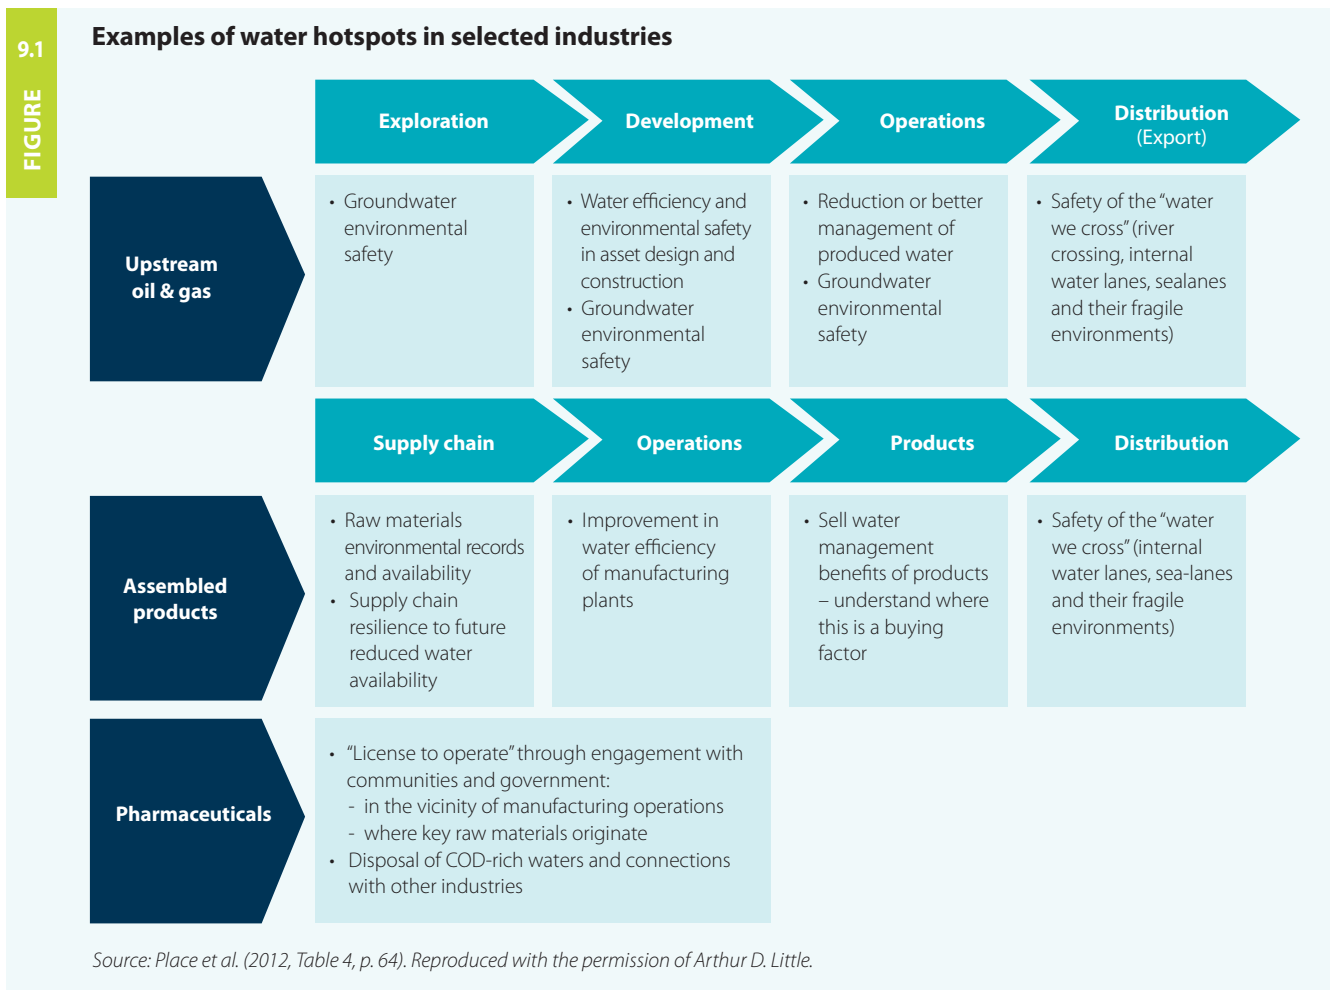 9.1
FIGURE
Examples of water hotspots in selected industries
Exploration
Development
Operations
Distribution
(Export)
Upstream
oil & gas
• Groundwater
environmental
safety
• Water efficiency and
environmental safety
in asset design and
construction
• Groundwater
environmental
safety
• Reduction or better
management of
produced water
• Groundwater
environmental
safety
• Safety of the “water
we cross” (river
crossing, internal
water lanes, sealanes
and their fragile
environments)
Supply chain
Operations
Products
Distribution
Assembled
products
• Raw materials
environmental records
and availability
• Supply chain
resilience to future
reduced water
availability
• Improvement in
water efficiency
of manufacturing
plants
• Sell water
management
benefits of products
– understand where
this is a buying
factor
• Safety of the “water
we cross” (internal
water lanes, sea-lanes
and their fragile
environments)
Pharmaceuticals
• “License to operate” through engagement with
communities and government:
- in the vicinity of manufacturing operations
- where key raw materials originate
• Disposal of COD-rich waters and connections
with other industries
Source: Place et al. (2012, Table 4, p. 64). Reproduced with the permission of Arthur D. Little.